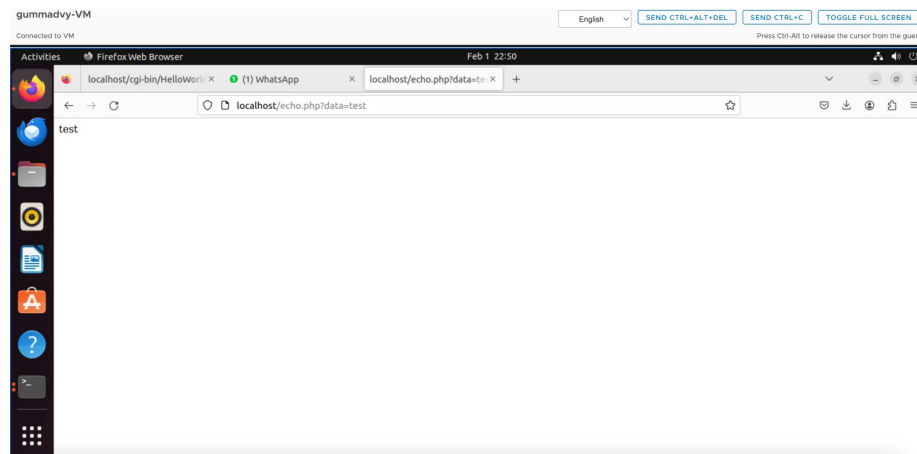 gummadvy-VM
English
SEND CTRL+ALT+DEL
SEND CTRL+C
TOGGLE FULL SCREEN
Connected to VM
Press Ctrl-Alt to release the cursor from the gues
Activities
Firefox Web Browser
Feb 1 22:50
localhost/cgi-bin/HelloWorl
(1) WhatsApp
localhost/echo.php?data=te
localhost/echo.php?data=test
test